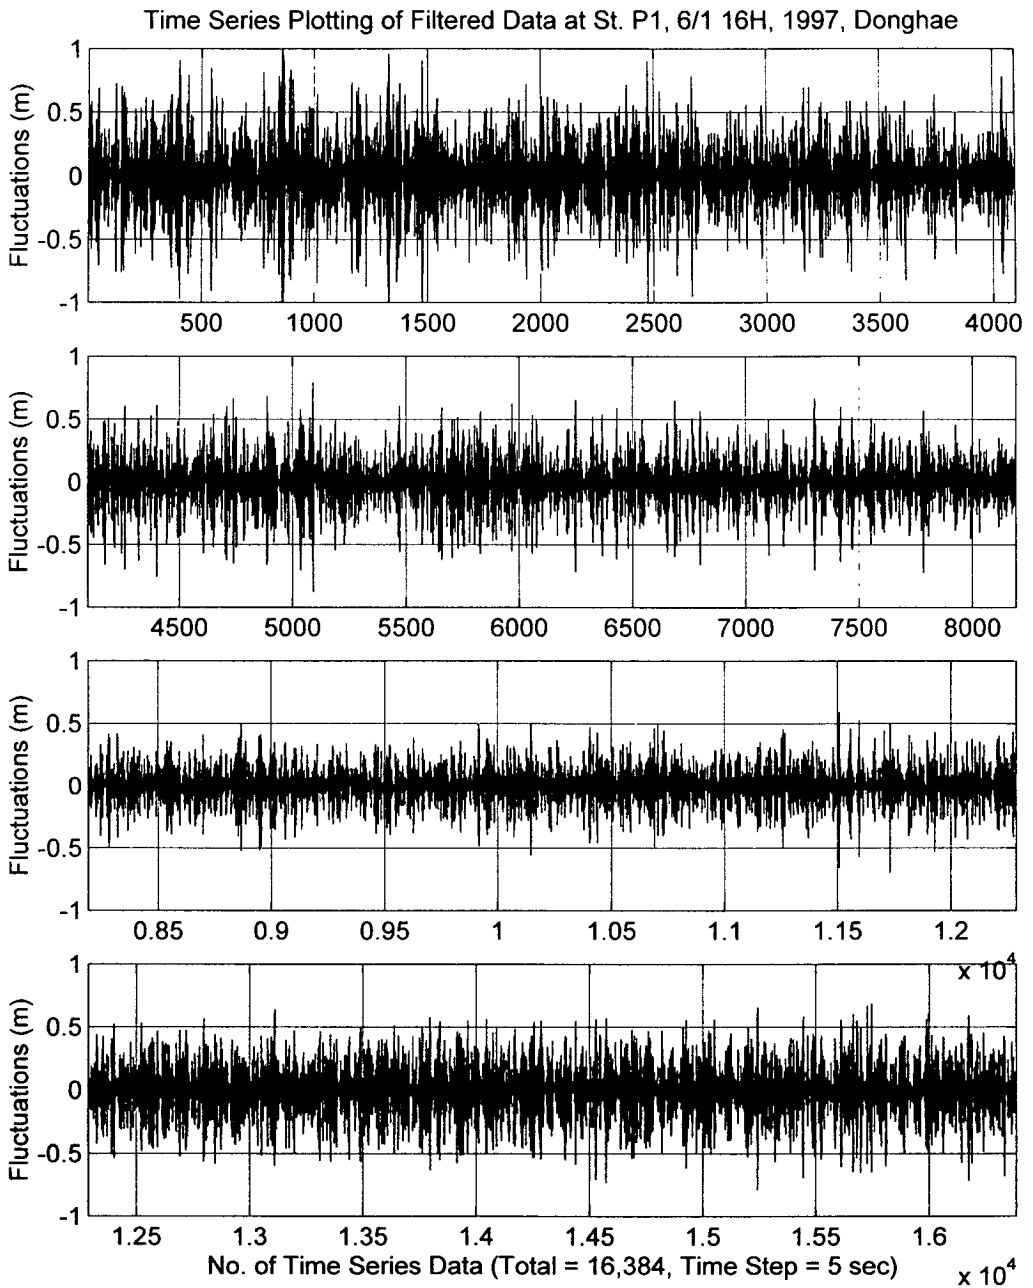 Time Series Plotting of Filtered Data at St. P1, 6/1 16H, 1997, Donghae
Fluctuations (m)
1
0.5
0
-0.5
-1
500 1000 1500 2000 2500 3000 3500 4000
Fluctuations (m)
1
0.5
0
-0.5
-1
4500 5000 5500 6000 6500 7000 7500 8000
Fluctuations (m)
1
0.5
0
-0.5
-1
0.85 0.9 0.95 1 1.05 1.1 1.15 1.2
x 10^4
Fluctuations (m)
1
0.5
0
-0.5
-1
1.25 1.3 1.35 1.4 1.45 1.5 1.55 1.6
No. of Time Series Data (Total = 16,384, Time Step = 5 sec)
x 10^4